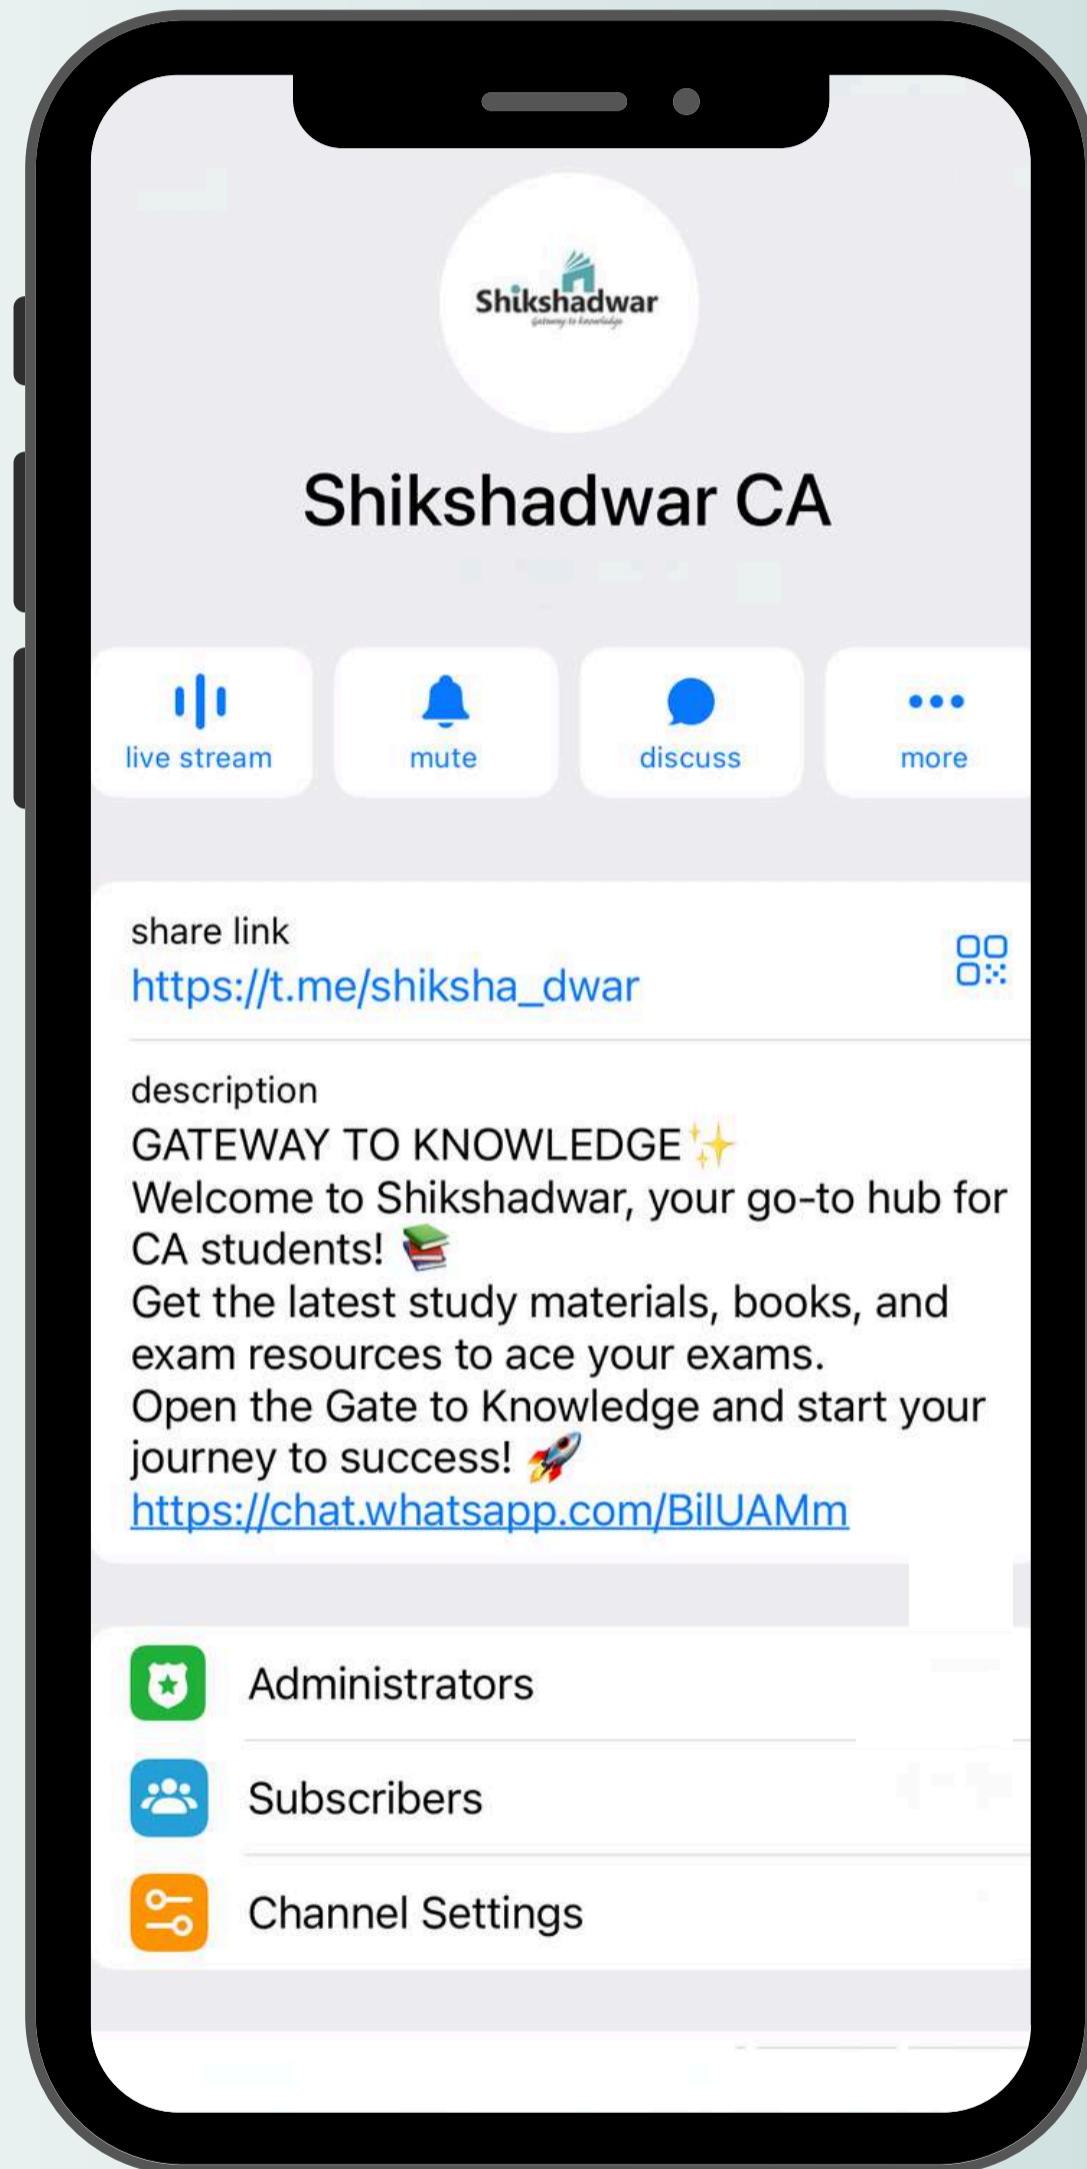 Shikshadwar
Gateway to knowledge
Shikshadwar CA
live stream
mute
discuss
more
share link
https://t.me/shiksha_dwar
description
GATEWAY TO KNOWLEDGE✨
Welcome to Shikshadwar, your go-to hub for
CA students! 📚
Get the latest study materials, books, and
exam resources to ace your exams.
Open the Gate to Knowledge and start your
journey to success! 🚀
https://chat.whatsapp.com/BilUAMm
Administrators
Subscribers
Channel Settings